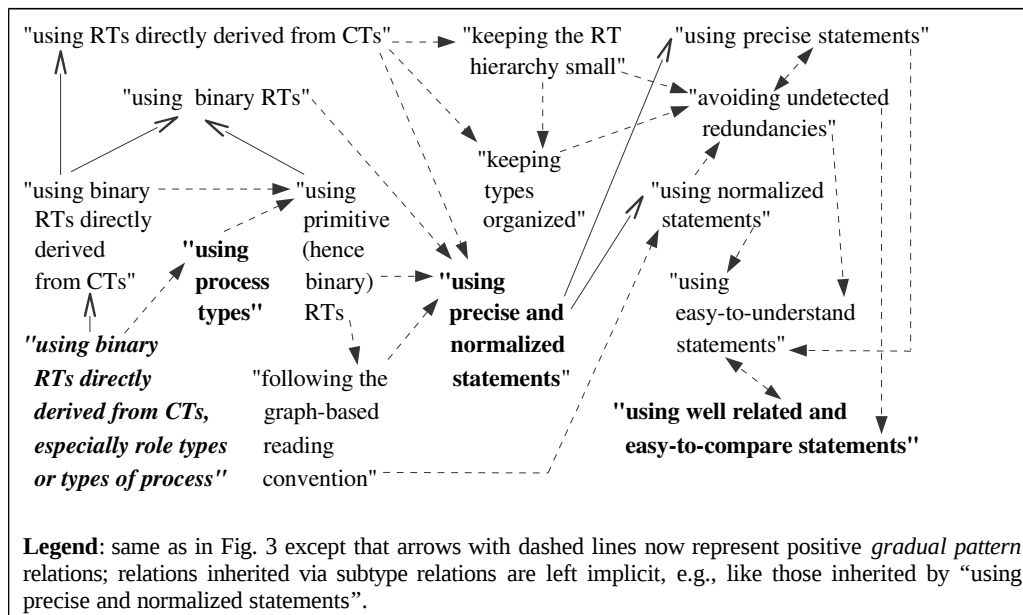 "using RTs directly derived from CTs"
"keeping the RT
hierarchy small"
"using precise statements"
"using binary RTs"
"avoiding undetected
redundancies"
"keeping
types
organized"
"using binary
RTs directly
derived
from CTs"
"using
process
types"
"using
primitive
(hence
binary)
RTs
"using normalized
statements"
"using
precise and
normalized
statements"
"using
easy-to-understand
statements"
"using binary
RTs directly
derived from CTs,
especially role types
or types of process"
"following the
graph-based
reading
convention"
"using well related and
easy-to-compare statements"
Legend: same as in Fig. 3 except that arrows with dashed lines now represent positive gradual pattern
relations; relations inherited via subtype relations are left implicit, e.g., like those inherited by “using
precise and normalized statements”.